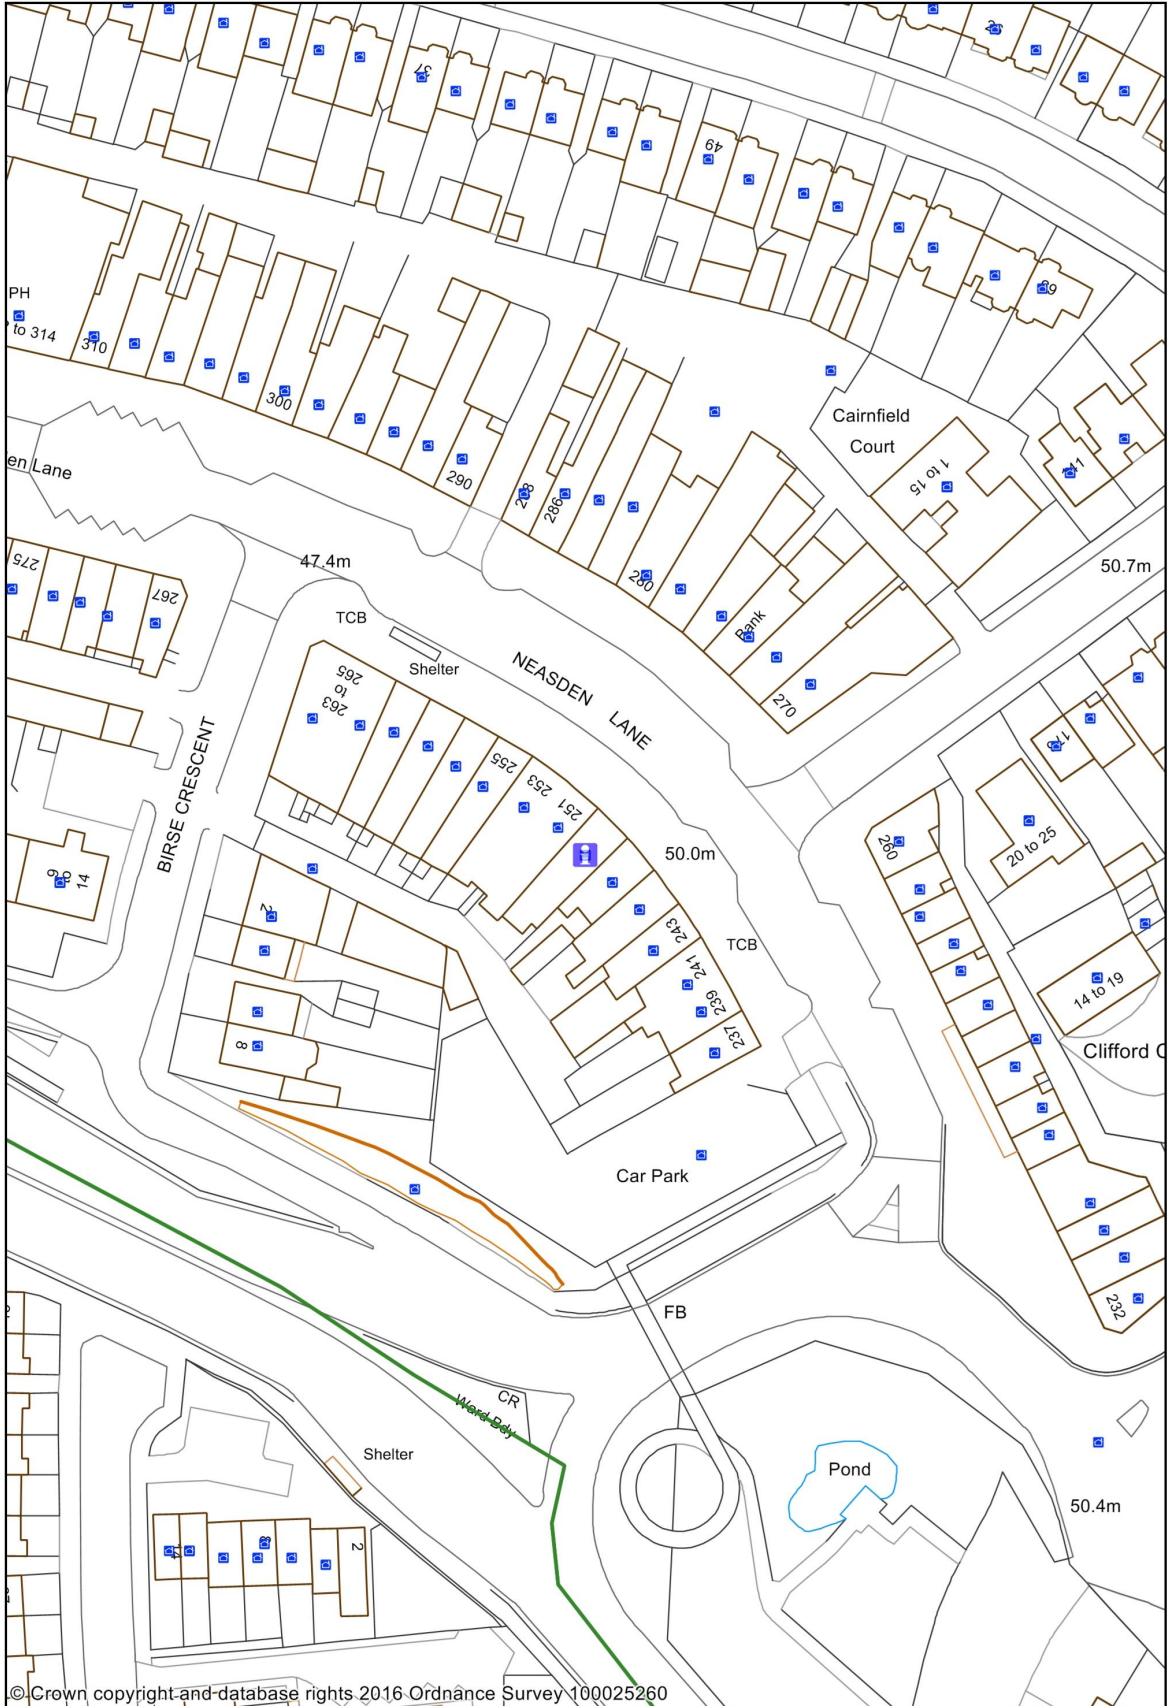 37
49
69
PH
to 314
310
300
290
288
286
280
Bank
270
Cairnfield
Court
1 to 15
141
en Lane
50.7m
275
267
47.4m
TCB
Shelter
NEASDEN LANE
263
to
265
255
253
251
BIRSE CRESCENT
173
20 to 25
260
50.0m
9
to
14
2
243
TCB
241
239
237
14 to 19
8
Clifford C
Car Park
FB
232
CR
Ward Bdy
Shelter
Pond
50.4m
14
8
2
© Crown copyright and database rights 2016 Ordnance Survey 100025260